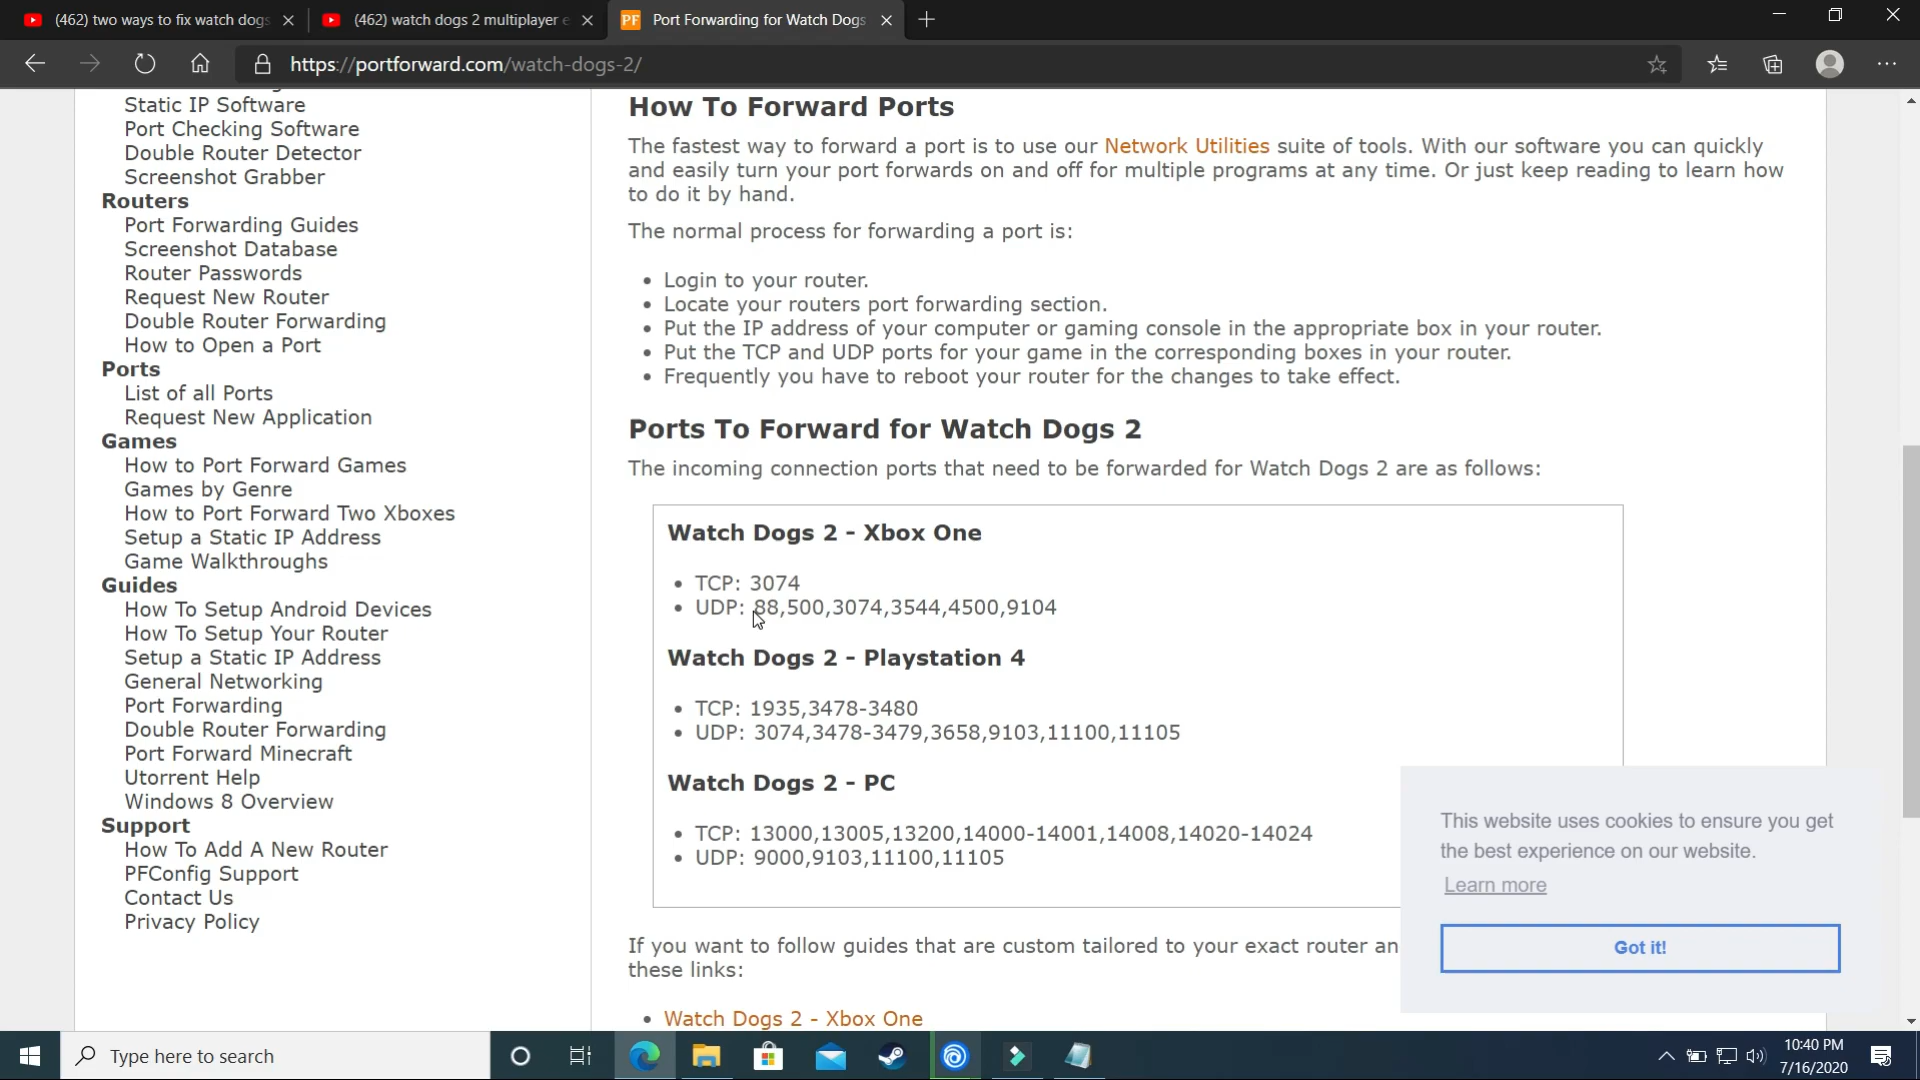 (462) two ways to fix watch dogs
(462) watch dogs 2 multiplayer e
PF
Port Forwarding for Watch Dogs
https://portforward.com/watch-dogs-2/
Static IP Software
Port Checking Software
Double Router Detector
Screenshot Grabber
Routers
Port Forwarding Guides
Screenshot Database
Router Passwords
Request New Router
Double Router Forwarding
How to Open a Port
Ports
List of all Ports
Request New Application
Games
How to Port Forward Games
Games by Genre
How to Port Forward Two Xboxes
Setup a Static IP Address
Game Walkthroughs
Guides
How To Setup Android Devices
How To Setup Your Router
Setup a Static IP Address
General Networking
Port Forwarding
Double Router Forwarding
Port Forward Minecraft
Utorrent Help
Windows 8 Overview
Support
How To Add A New Router
PFConfig Support
Contact Us
Privacy Policy
How To Forward Ports
The fastest way to forward a port is to use our Network Utilities suite of tools. With our software you can quickly
and easily turn your port forwards on and off for multiple programs at any time. Or just keep reading to learn how
to do it by hand.
The normal process for forwarding a port is:
• Login to your router.
• Locate your routers port forwarding section.
• Put the IP address of your computer or gaming console in the appropriate box in your router.
• Put the TCP and UDP ports for your game in the corresponding boxes in your router.
• Frequently you have to reboot your router for the changes to take effect.
Ports To Forward for Watch Dogs 2
The incoming connection ports that need to be forwarded for Watch Dogs 2 are as follows:
Watch Dogs 2 - Xbox One
• TCP: 3074
• UDP: 88,500,3074,3544,4500,9104
Watch Dogs 2 - Playstation 4
• TCP: 1935,3478-3480
• UDP: 3074,3478-3479,3658,9103,11100,11105
Watch Dogs 2 - PC
• TCP: 13000,13005,13200,14000-14001,14008,14020-14024
• UDP: 9000,9103,11100,11105
If you want to follow guides that are custom tailored to your exact router an
these links:
• Watch Dogs 2 - Xbox One
This website uses cookies to ensure you get
the best experience on our website.
Learn more
Got it!
Type here to search
10:40 PM
7/16/2020